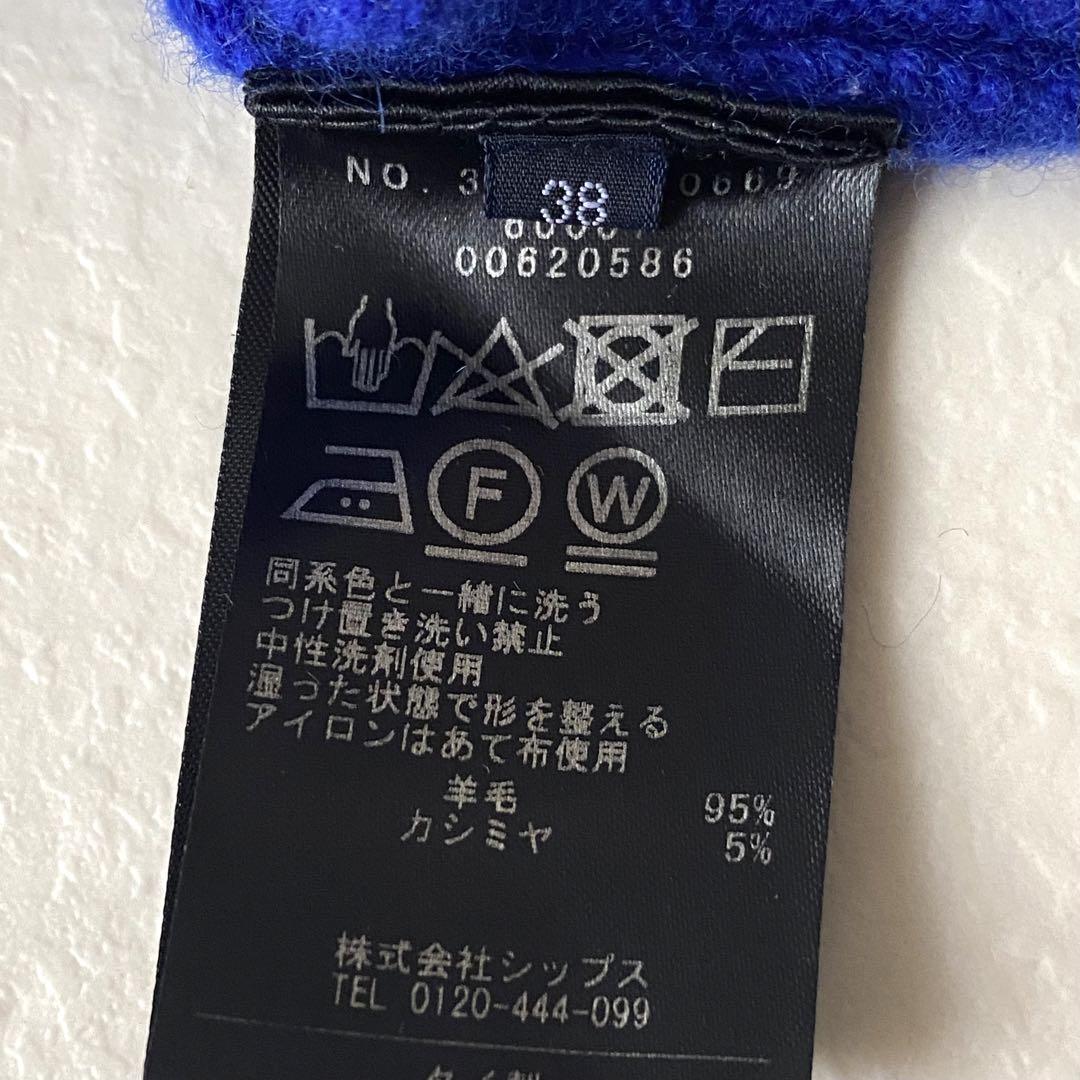 NO. 3 0669
38
00620586
F W
同系色と一緒に洗う
つけ置き洗い禁止
中性洗剤使用
湿った状態で形を整える
アイロンはあて布使用
羊毛 95%
カシミヤ 5%
株式会社シップス
TEL 0120-444-099